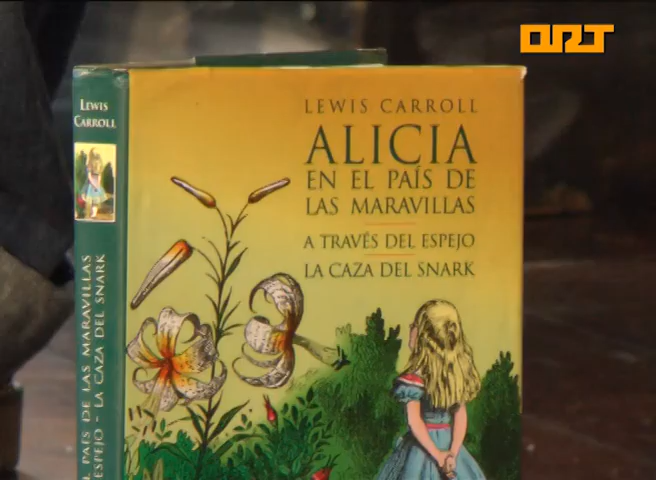 ORT
LEWIS CARROLL
ALICIA
EN EL PAÍS DE
LAS MARAVILLAS
A TRAVÉS DEL ESPEJO
LA CAZA DEL SNARK
LEWIS
CARROLL
PAÍS DE LAS MARAVILLAS
ESPEJO - LA CAZA DEL SNARK